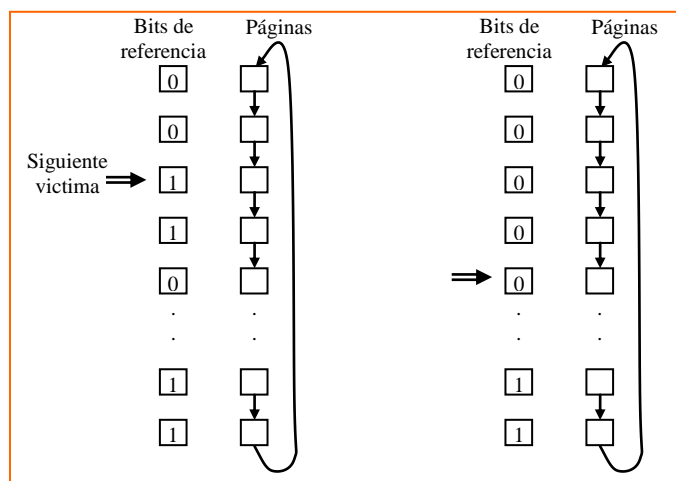 Bits de
referencia
Páginas
0
0
Siguiente
victima
1
1
0
.
.
.
.
1
1
Bits de
referencia
Páginas
0
0
0
0
0
.
.
.
.
1
1